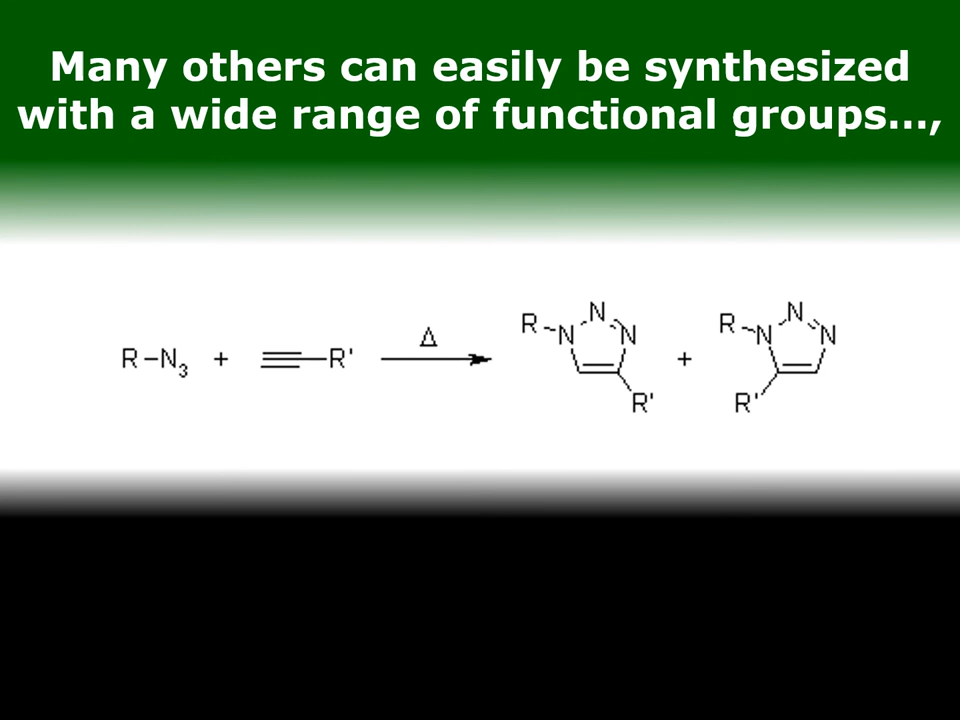 Many others can easily be synthesized
with a wide range of functional groups…,
R–N₃ + ≡–R' Δ R–N N N R' + R–N N N R'